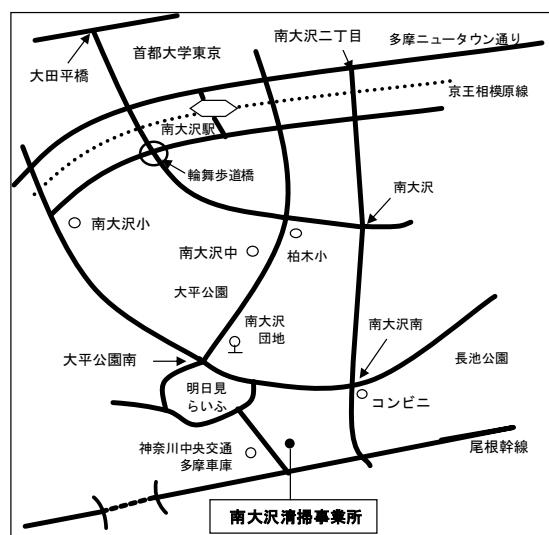 南大沢二丁目
多摩ニュータウン通り
首都大学東京
大田平橋
京王相模原線
南大沢駅
輪舞歩道橋
南大沢
南大沢小
南大沢中
柏木小
大平公園
南大沢
団地
南大沢南
大平公園南
長池公園
明日見
らいふ
コンビニ
神奈川中央交通
多摩車庫
尾根幹線
南大沢清掃事業所